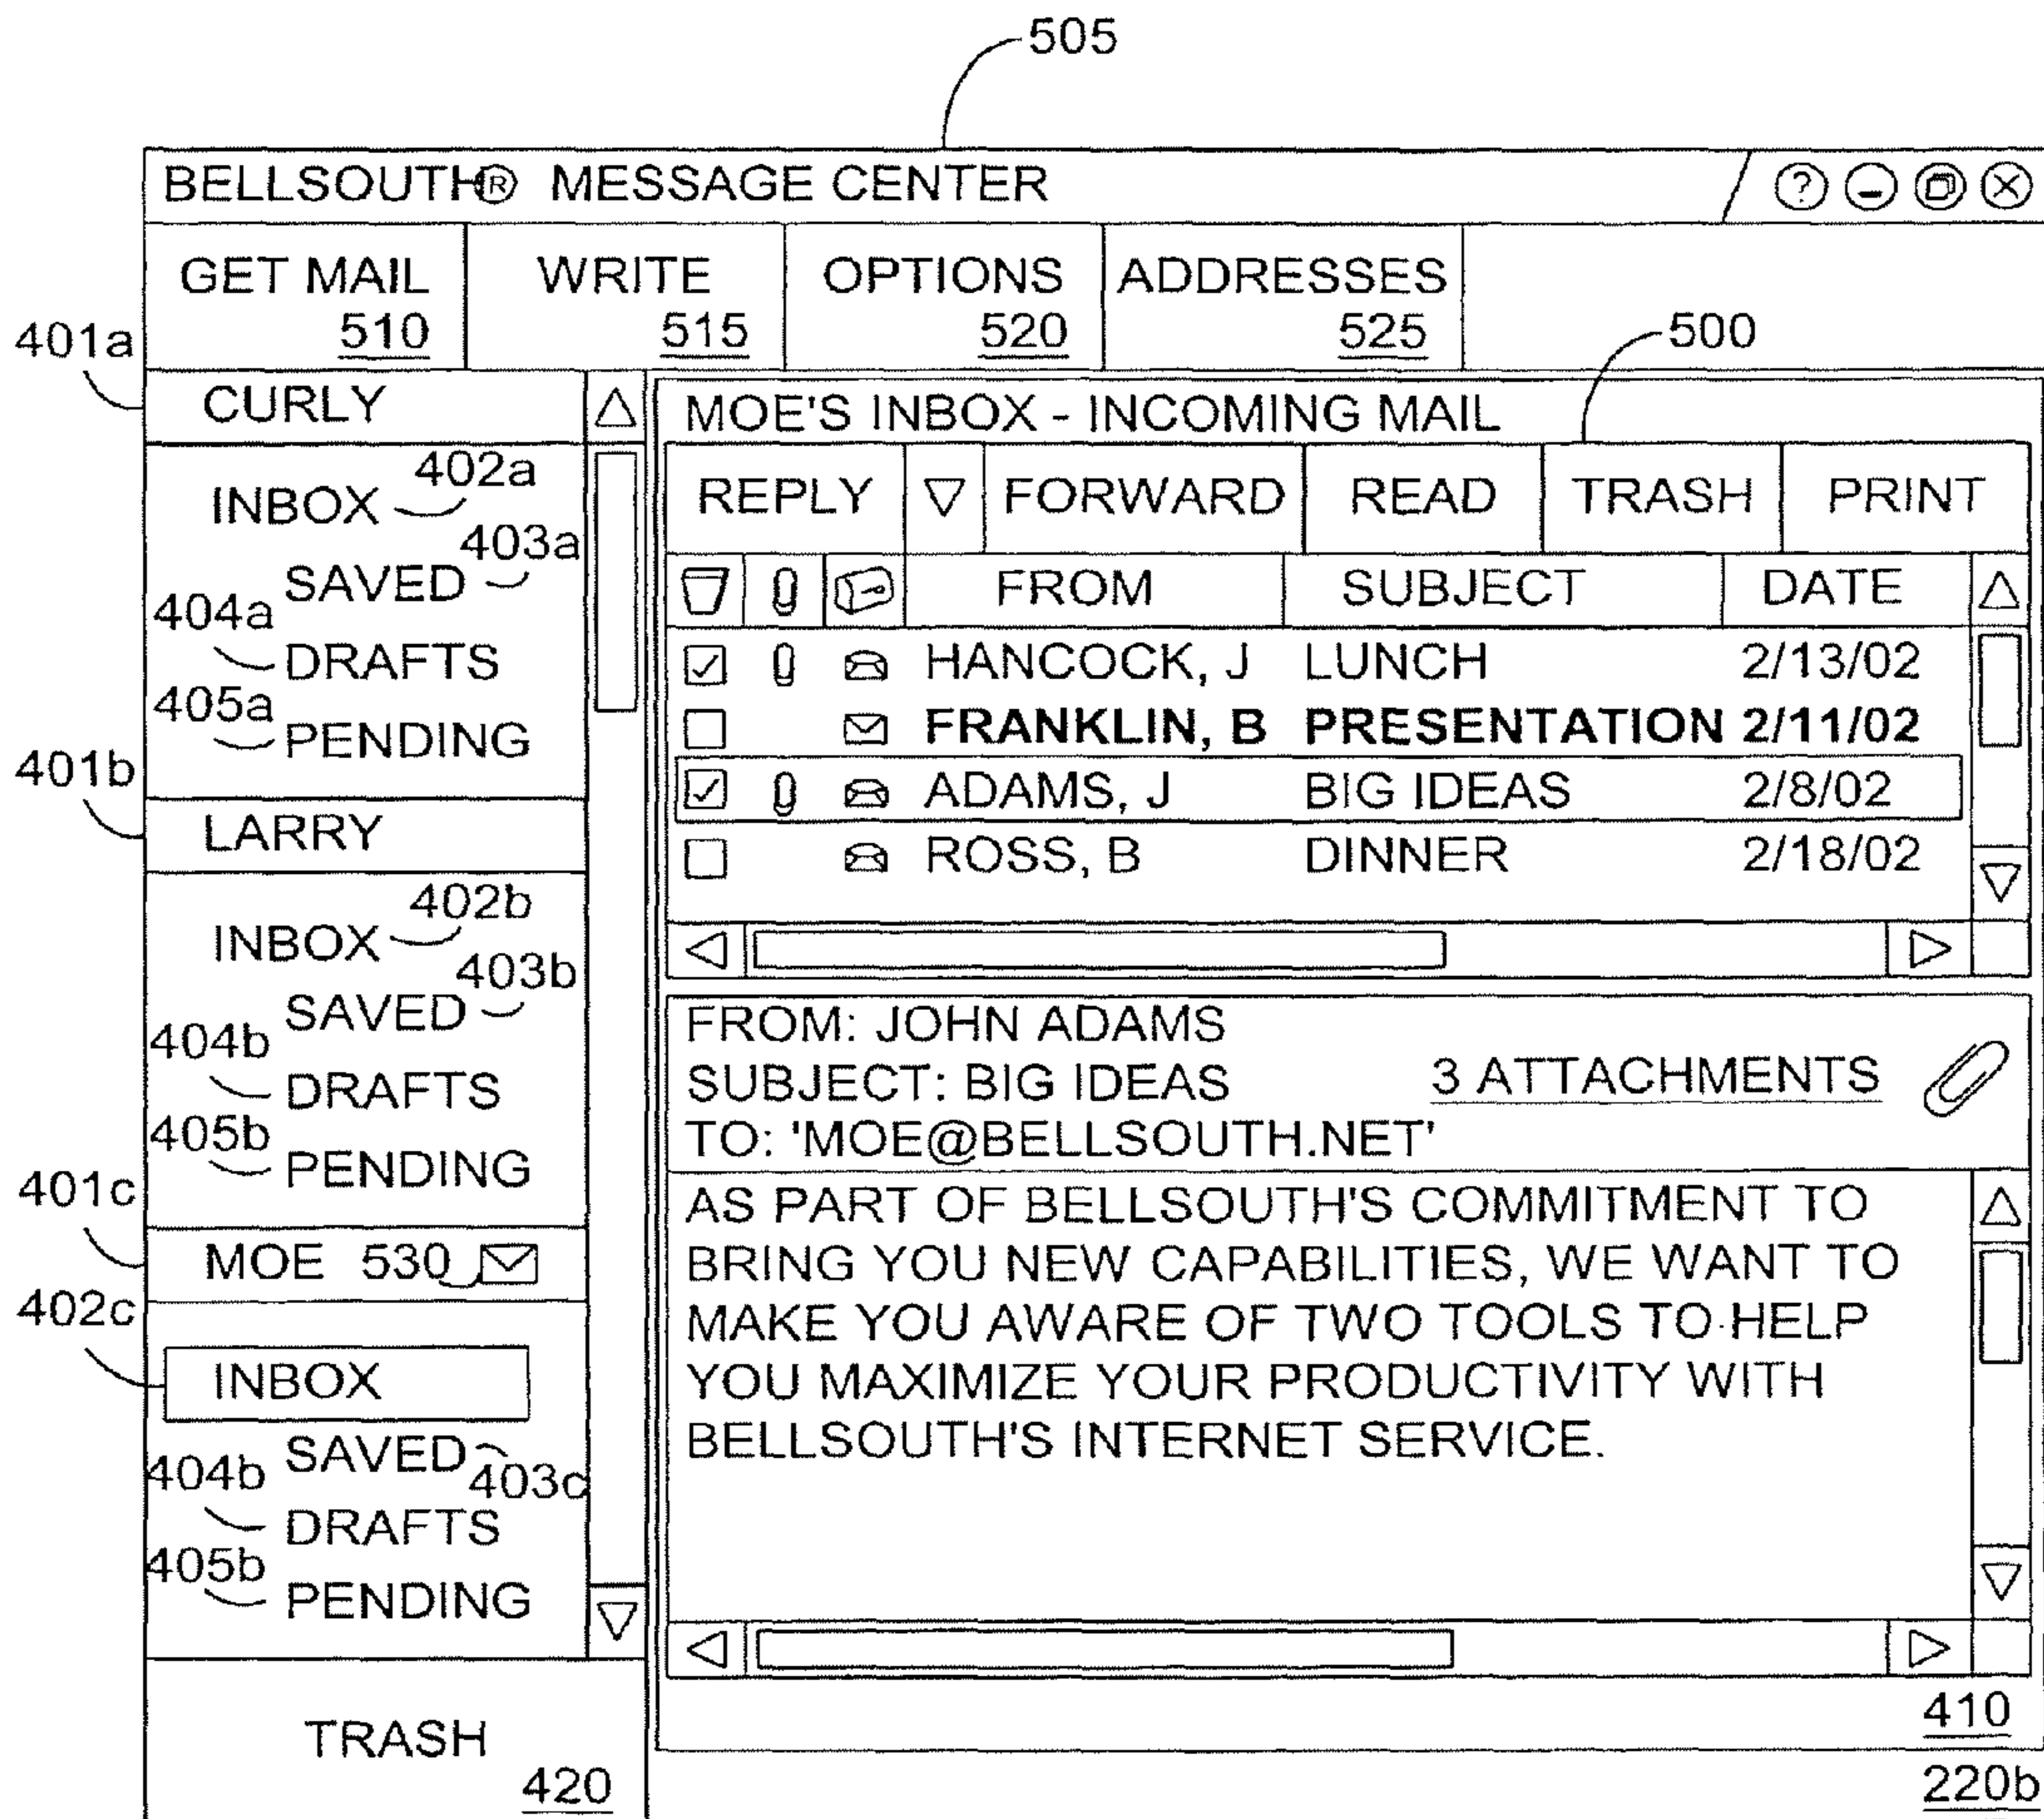 505
BELLSOUTH® MESSAGE CENTER
?
GET MAIL
510
WRITE
515
OPTIONS
520
ADDRESSES
525
401a
CURLY
INBOX 402a
SAVED 403a
404a
DRAFTS
405a
PENDING
401b
LARRY
INBOX 402b
SAVED 403b
404b
DRAFTS
405b
PENDING
401c
MOE 530
402c
INBOX
SAVED 403c
404b
DRAFTS
405b
PENDING
TRASH
420
500
MOE'S INBOX - INCOMING MAIL
REPLY FORWARD READ TRASH PRINT
FROM SUBJECT DATE
HANCOCK, J LUNCH 2/13/02
FRANKLIN, B PRESENTATION 2/11/02
ADAMS, J BIG IDEAS 2/8/02
ROSS, B DINNER 2/18/02
FROM: JOHN ADAMS
SUBJECT: BIG IDEAS
3 ATTACHMENTS
TO: 'MOE@BELLSOUTH.NET'
AS PART OF BELLSOUTH'S COMMITMENT TO
BRING YOU NEW CAPABILITIES, WE WANT TO
MAKE YOU AWARE OF TWO TOOLS TO HELP
YOU MAXIMIZE YOUR PRODUCTIVITY WITH
BELLSOUTH'S INTERNET SERVICE.
410
220b